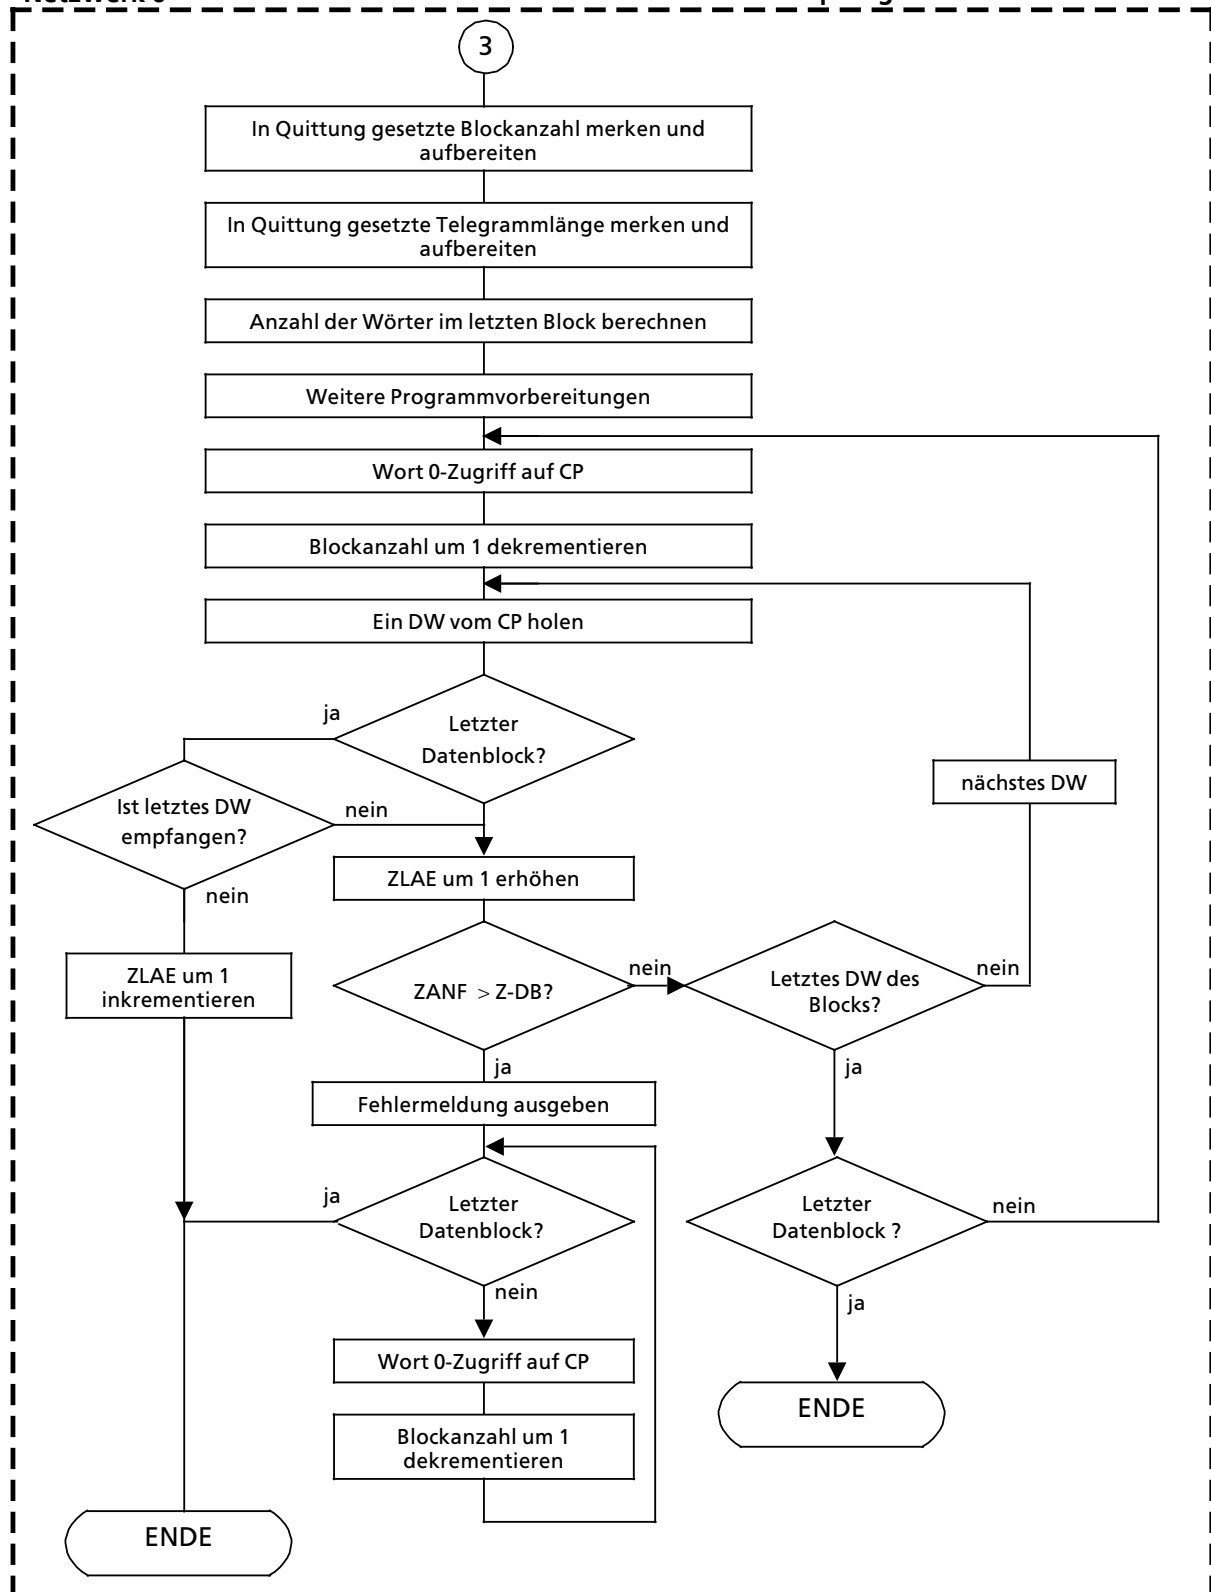 3
In Quittung gesetzte Blockanzahl merken und
aufbereiten
In Quittung gesetzte Telegrammlänge merken und
aufbereiten
Anzahl der Wörter im letzten Block berechnen
Weitere Programmvorbereitungen
Wort 0-Zugriff auf CP
Blockanzahl um 1 dekrementieren
Ein DW vom CP holen
ja
Letzter
Datenblock?
nächstes DW
Ist letztes DW
empfangen?
nein
nein
ZLAE um 1 erhöhen
ZLAE um 1
inkrementieren
ZANF > Z-DB?
nein
Letztes DW des
Blocks?
nein
ja
ja
Fehlermeldung ausgeben
ja
Letzter
Datenblock?
Letzter
Datenblock ?
nein
nein
ja
Wort 0-Zugriff auf CP
ENDE
Blockanzahl um 1
dekrementieren
ENDE